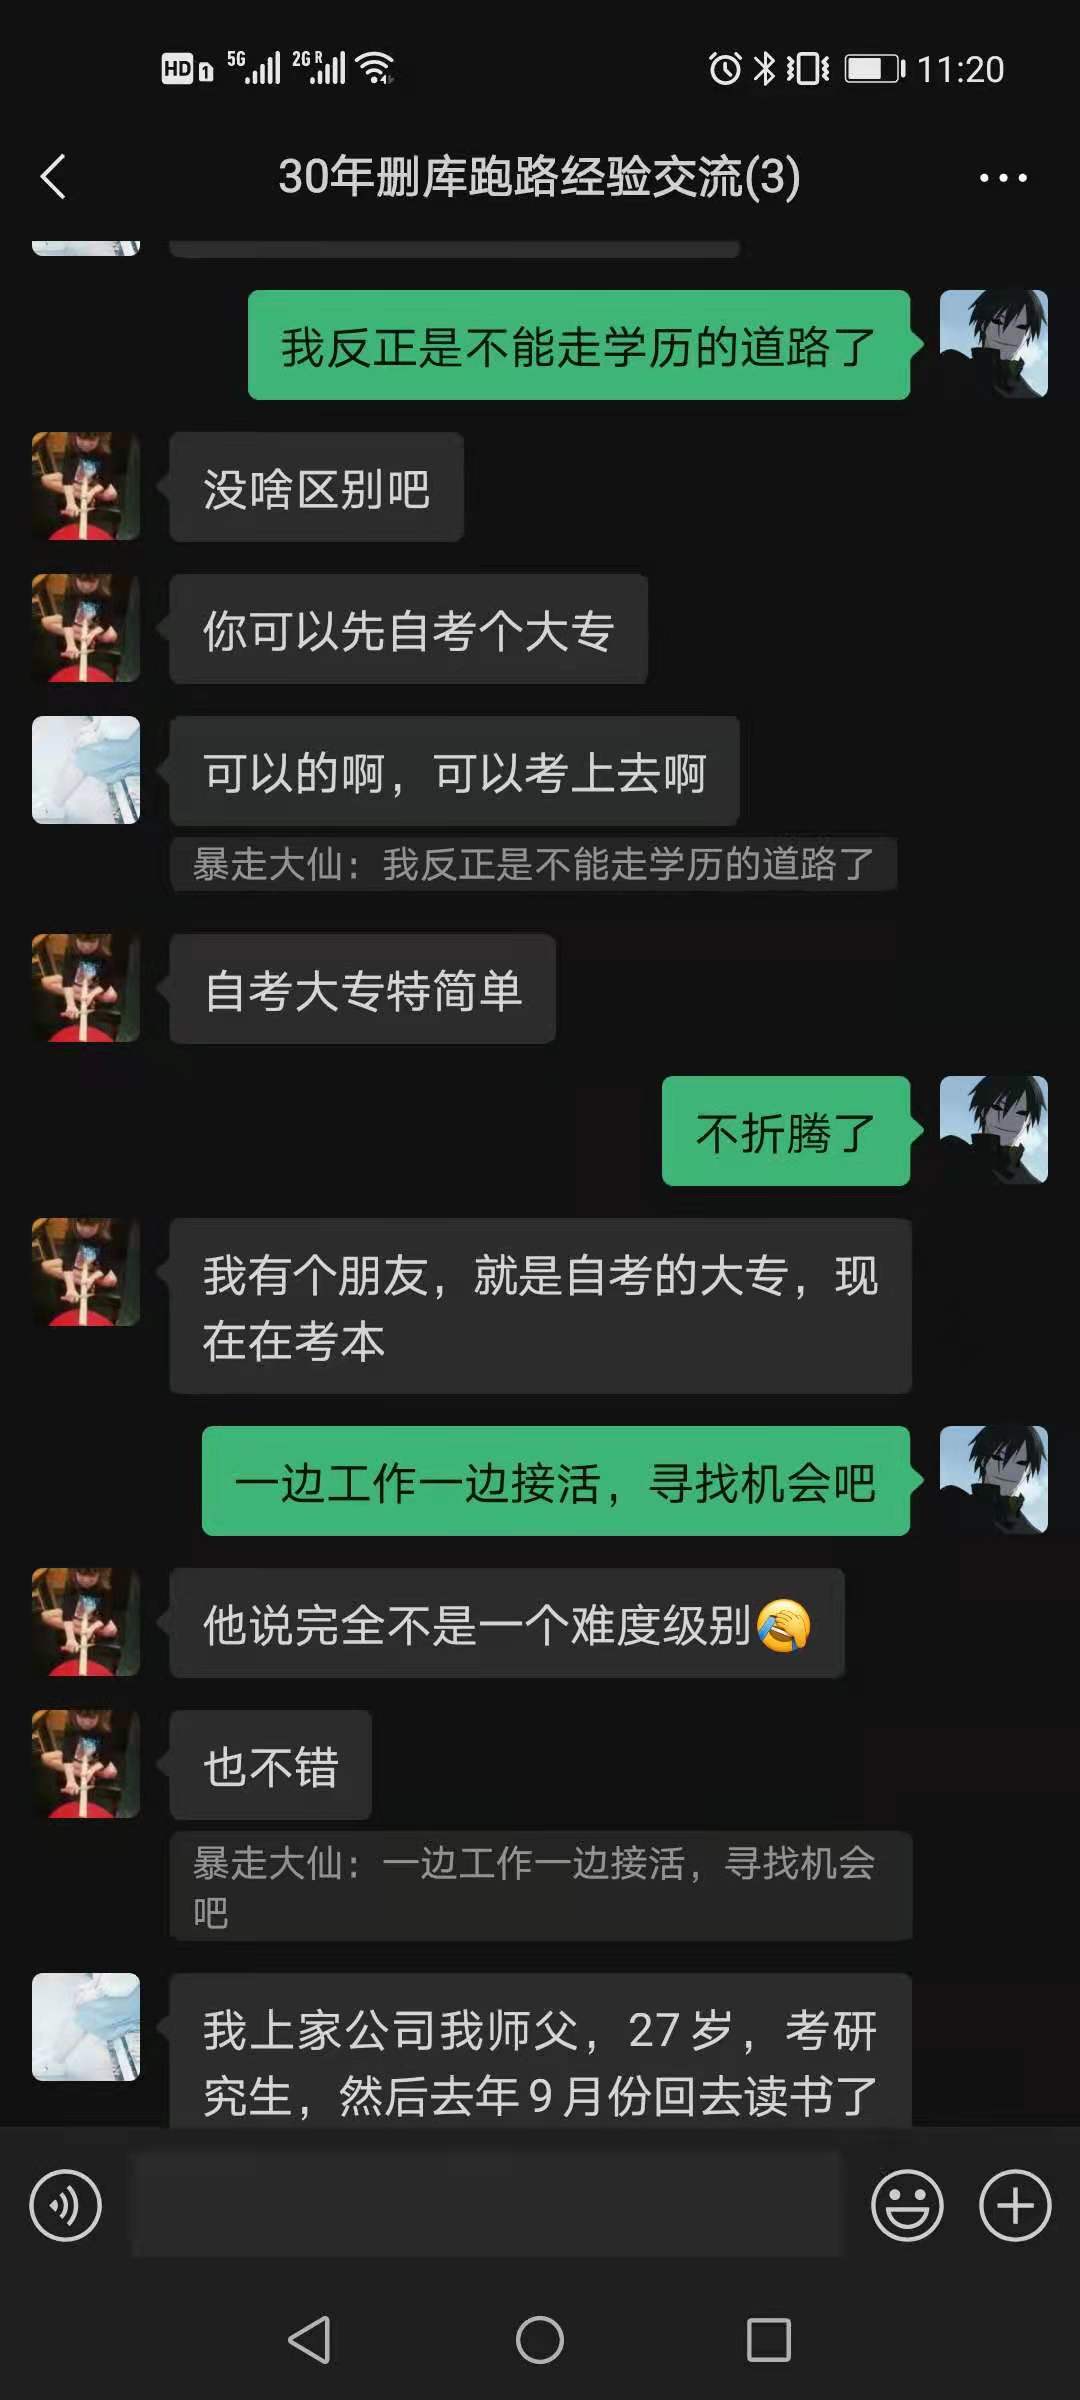 HD 1 5G 2G R 11:20
30年删库跑路经验交流(3)
我反正是不能走学历的道路了
没啥区别吧
你可以先自考个大专
可以的啊，可以考上去啊
暴走大仙：我反正是不能走学历的道路了
自考大专特简单
不折腾了
我有个朋友，就是自考的大专，现
在在考本
一边工作一边接活，寻找机会吧
他说完全不是一个难度级别🤦
也不错
暴走大仙：一边工作一边接活，寻找机会
吧
我上家公司我师父，27岁，考研
究生，然后去年9月份回去读书了